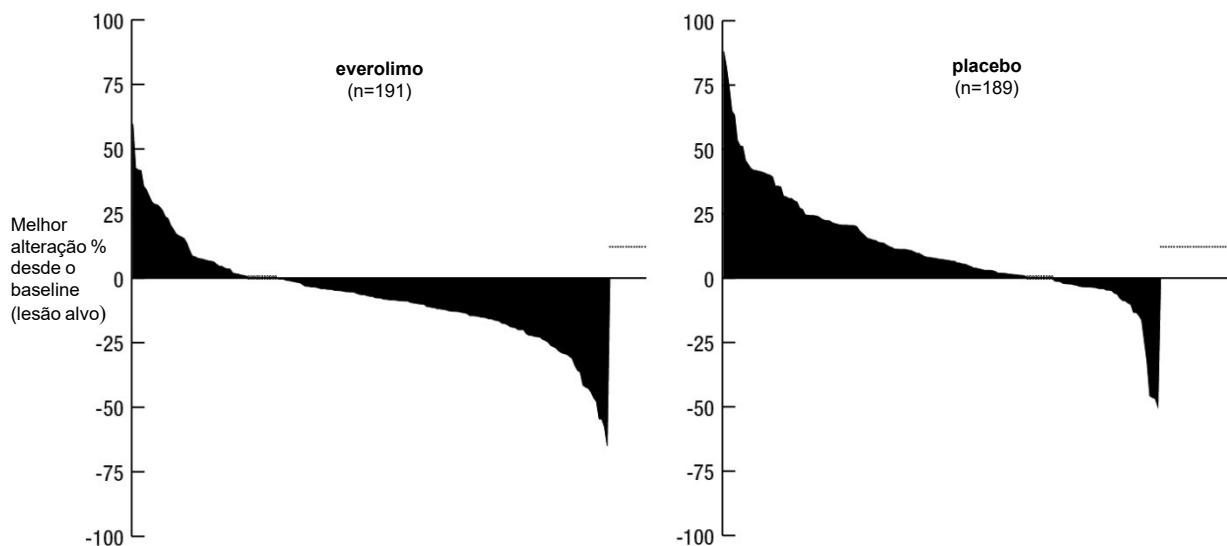 100
75
50
25
0
-25
-50
-75
-100
Melhor
alteração %
desde o
baseline
(lesão alvo)
everolimo
(n=191)
100
75
50
25
0
-25
-50
-75
-100
placebo
(n=189)